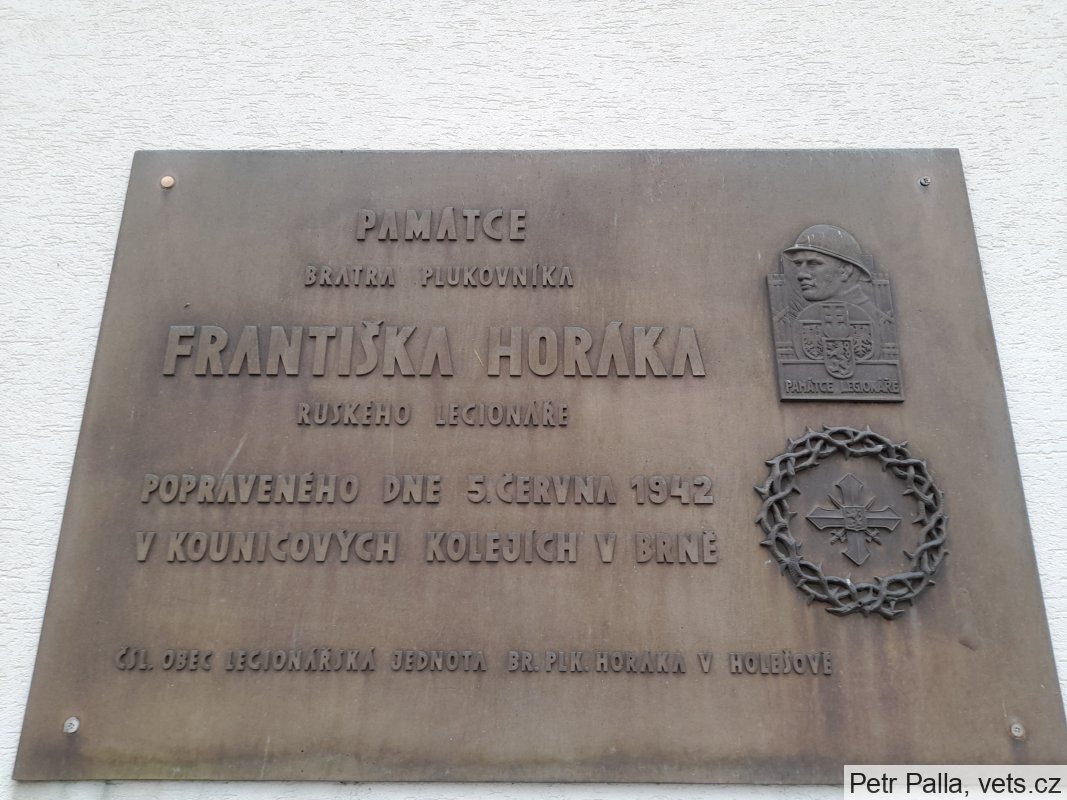 PAMÁTCE
BRATRA PLUKOVNÍKA
FRANTIŠKA HORÁKA
RUSKÉHO LEGIONÁŘE
POPRAVENÉHO DNE 5. ČERVNA 1942
V KOUNICOVÝCH KOLEJÍCH V BRNĚ
ČSL. OBEC LEGIONÁŘSKÁ JEDNOTA BR. PLK. HORÁKA V HOLEŠOVĚ
PAMÁTCE LEGIONÁŘE
Petr Palla, vets.cz